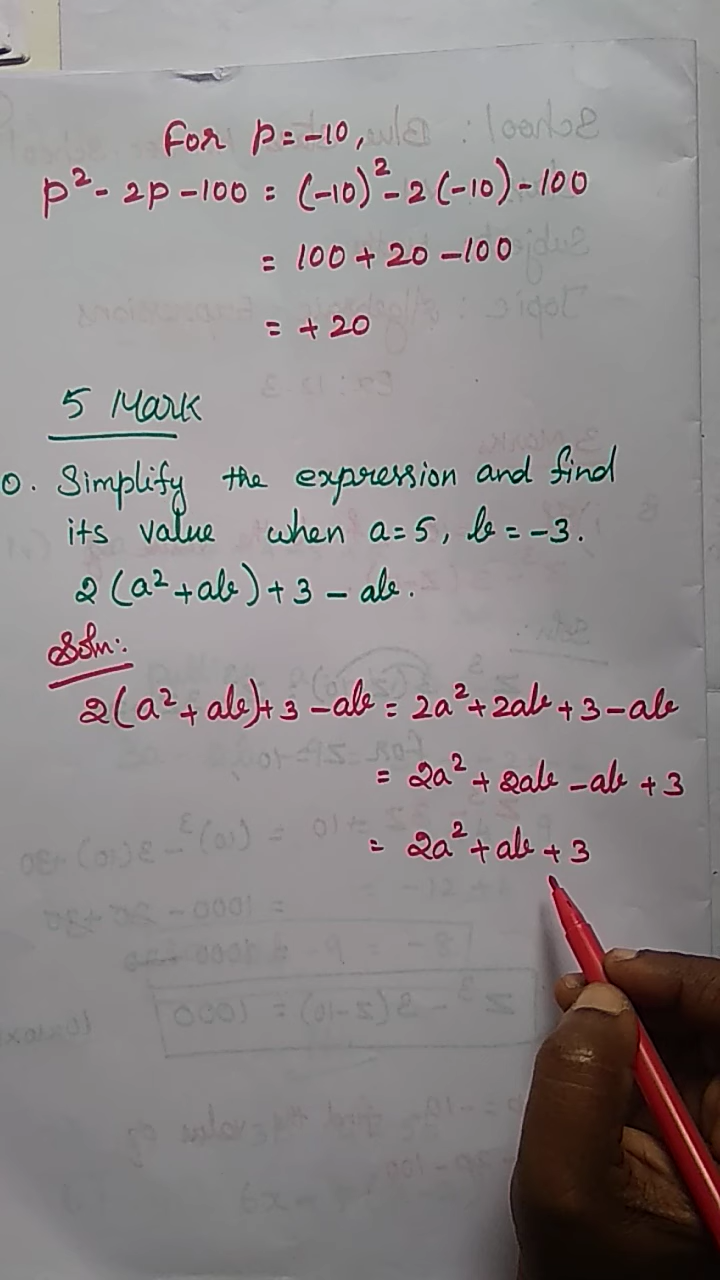 For p = -10,
p² - 2p - 100 = (-10)² - 2(-10) - 100
= 100 + 20 - 100
= + 20
5 Mark
0. Simplify the expression and find
its value when a = 5, b = -3.
2(a² + ab) + 3 - ab.
Soln:
2(a² + ab) + 3 - ab = 2a² + 2ab + 3 - ab
= 2a² + 2ab - ab + 3
= 2a² + ab + 3